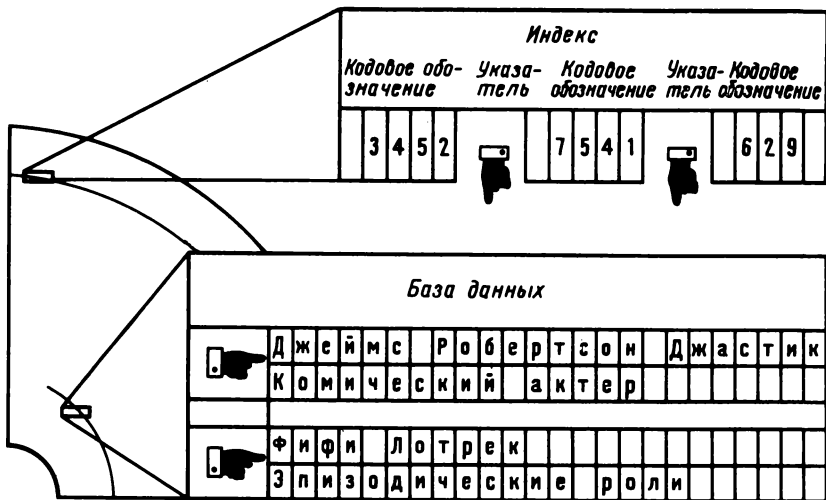 Индекс
Кодовое обо- Указа- Кодовое Указа- Кодовое
значение тель обозначение тель обозначение
3452 7541 629
База данных
Джеймс Робертсон Джастик
Комический актер
Фифи Лотрек
Эпизодические роли